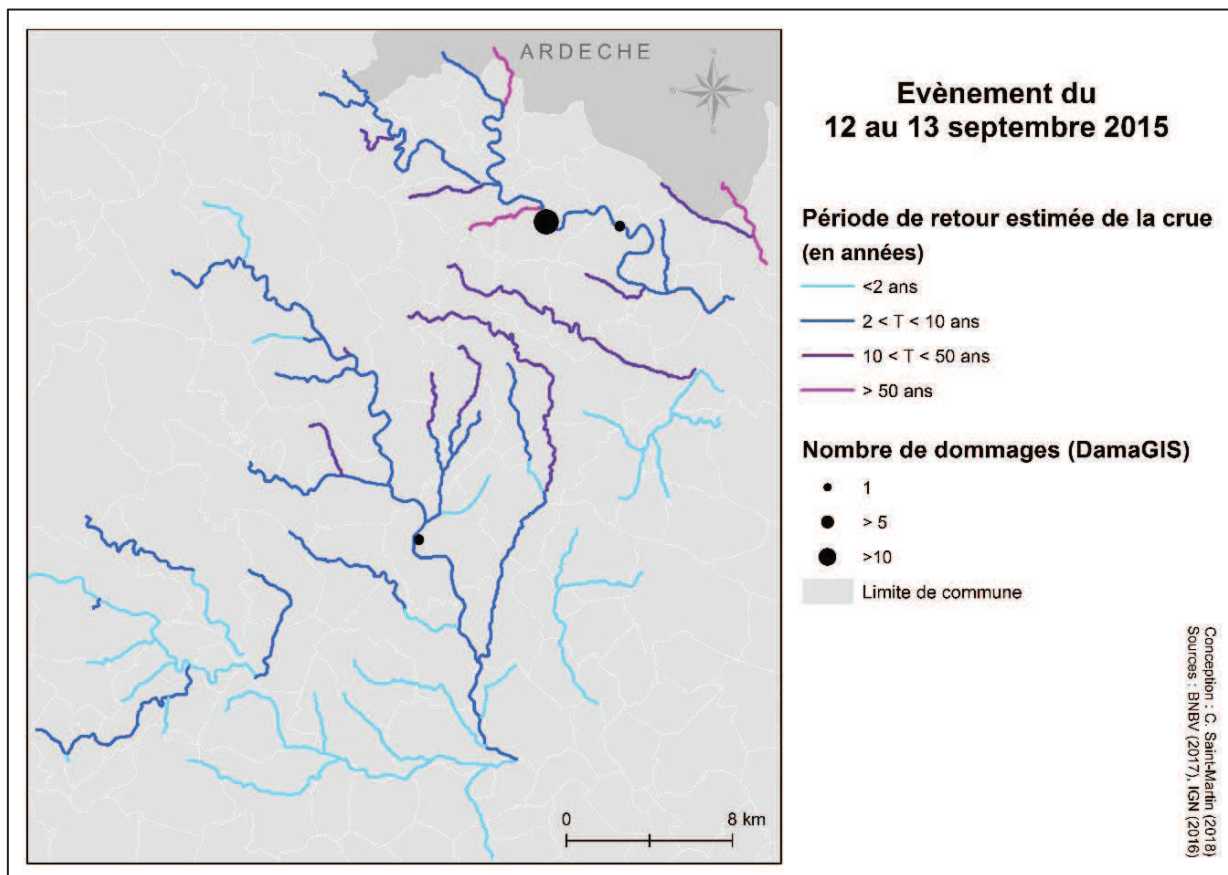 ARDECHE
N
W
E
S
0
8 km
Evènement du
12 au 13 septembre 2015
Période de retour estimée de la crue
(en années)
<2 ans
2 < T < 10 ans
10 < T < 50 ans
> 50 ans
Nombre de dommages (DamaGIS)
1
> 5
>10
Limite de commune
Conception : C. Saint-Martin (2018)
Sources : BNBV (2017), IGN (2016)